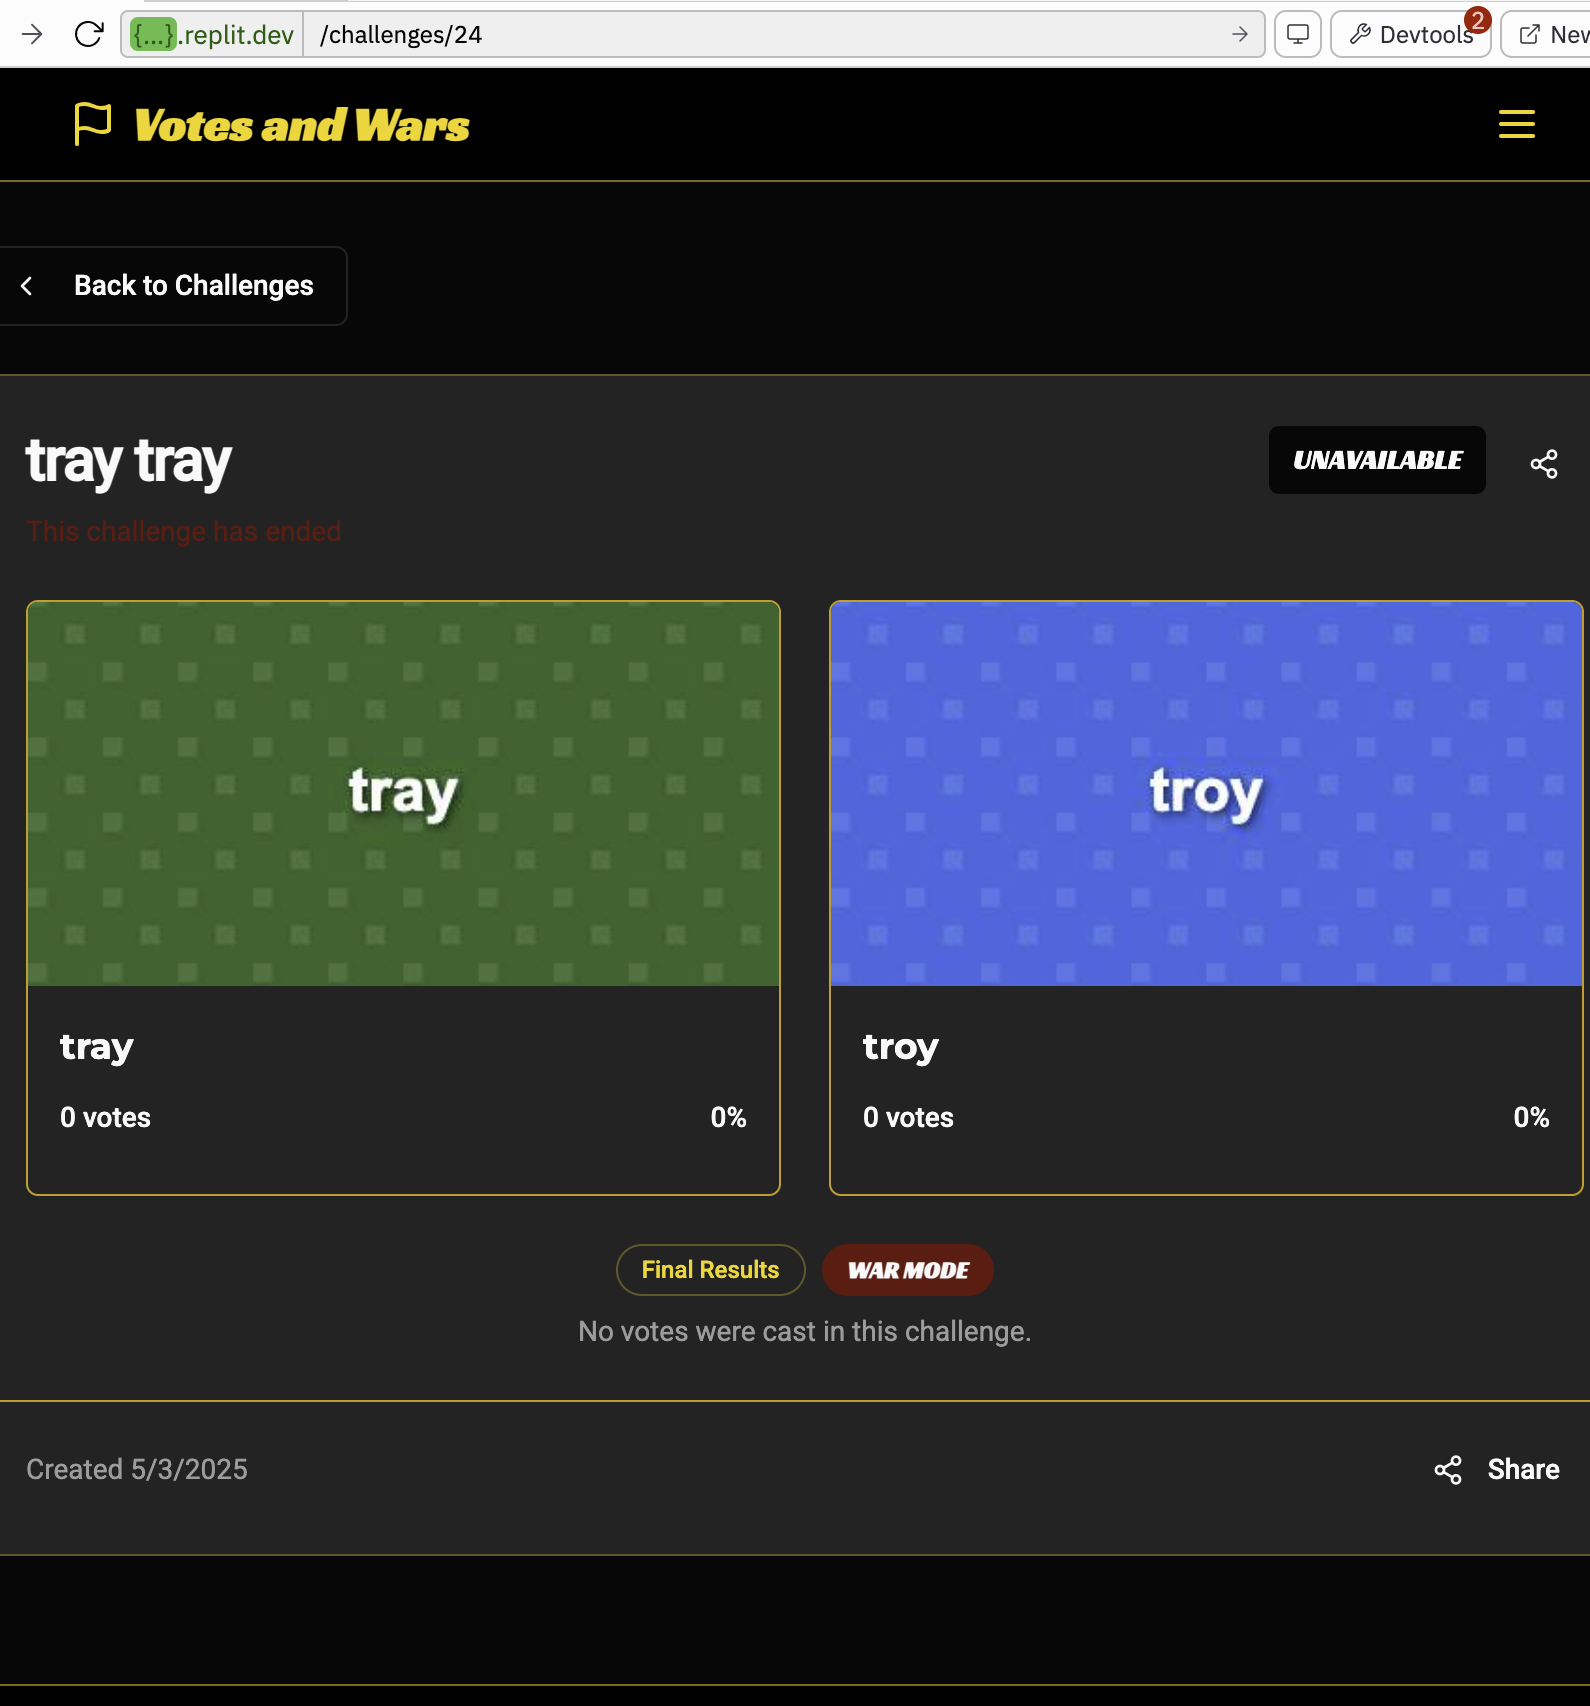 {...}.replit.dev /challenges/24 Devtools 2
Votes and Wars
Back to Challenges
tray tray
UNAVAILABLE
This challenge has ended
tray troy
tray troy
0 votes 0% 0 votes 0%
Final Results WAR MODE
No votes were cast in this challenge.
Created 5/3/2025 Share